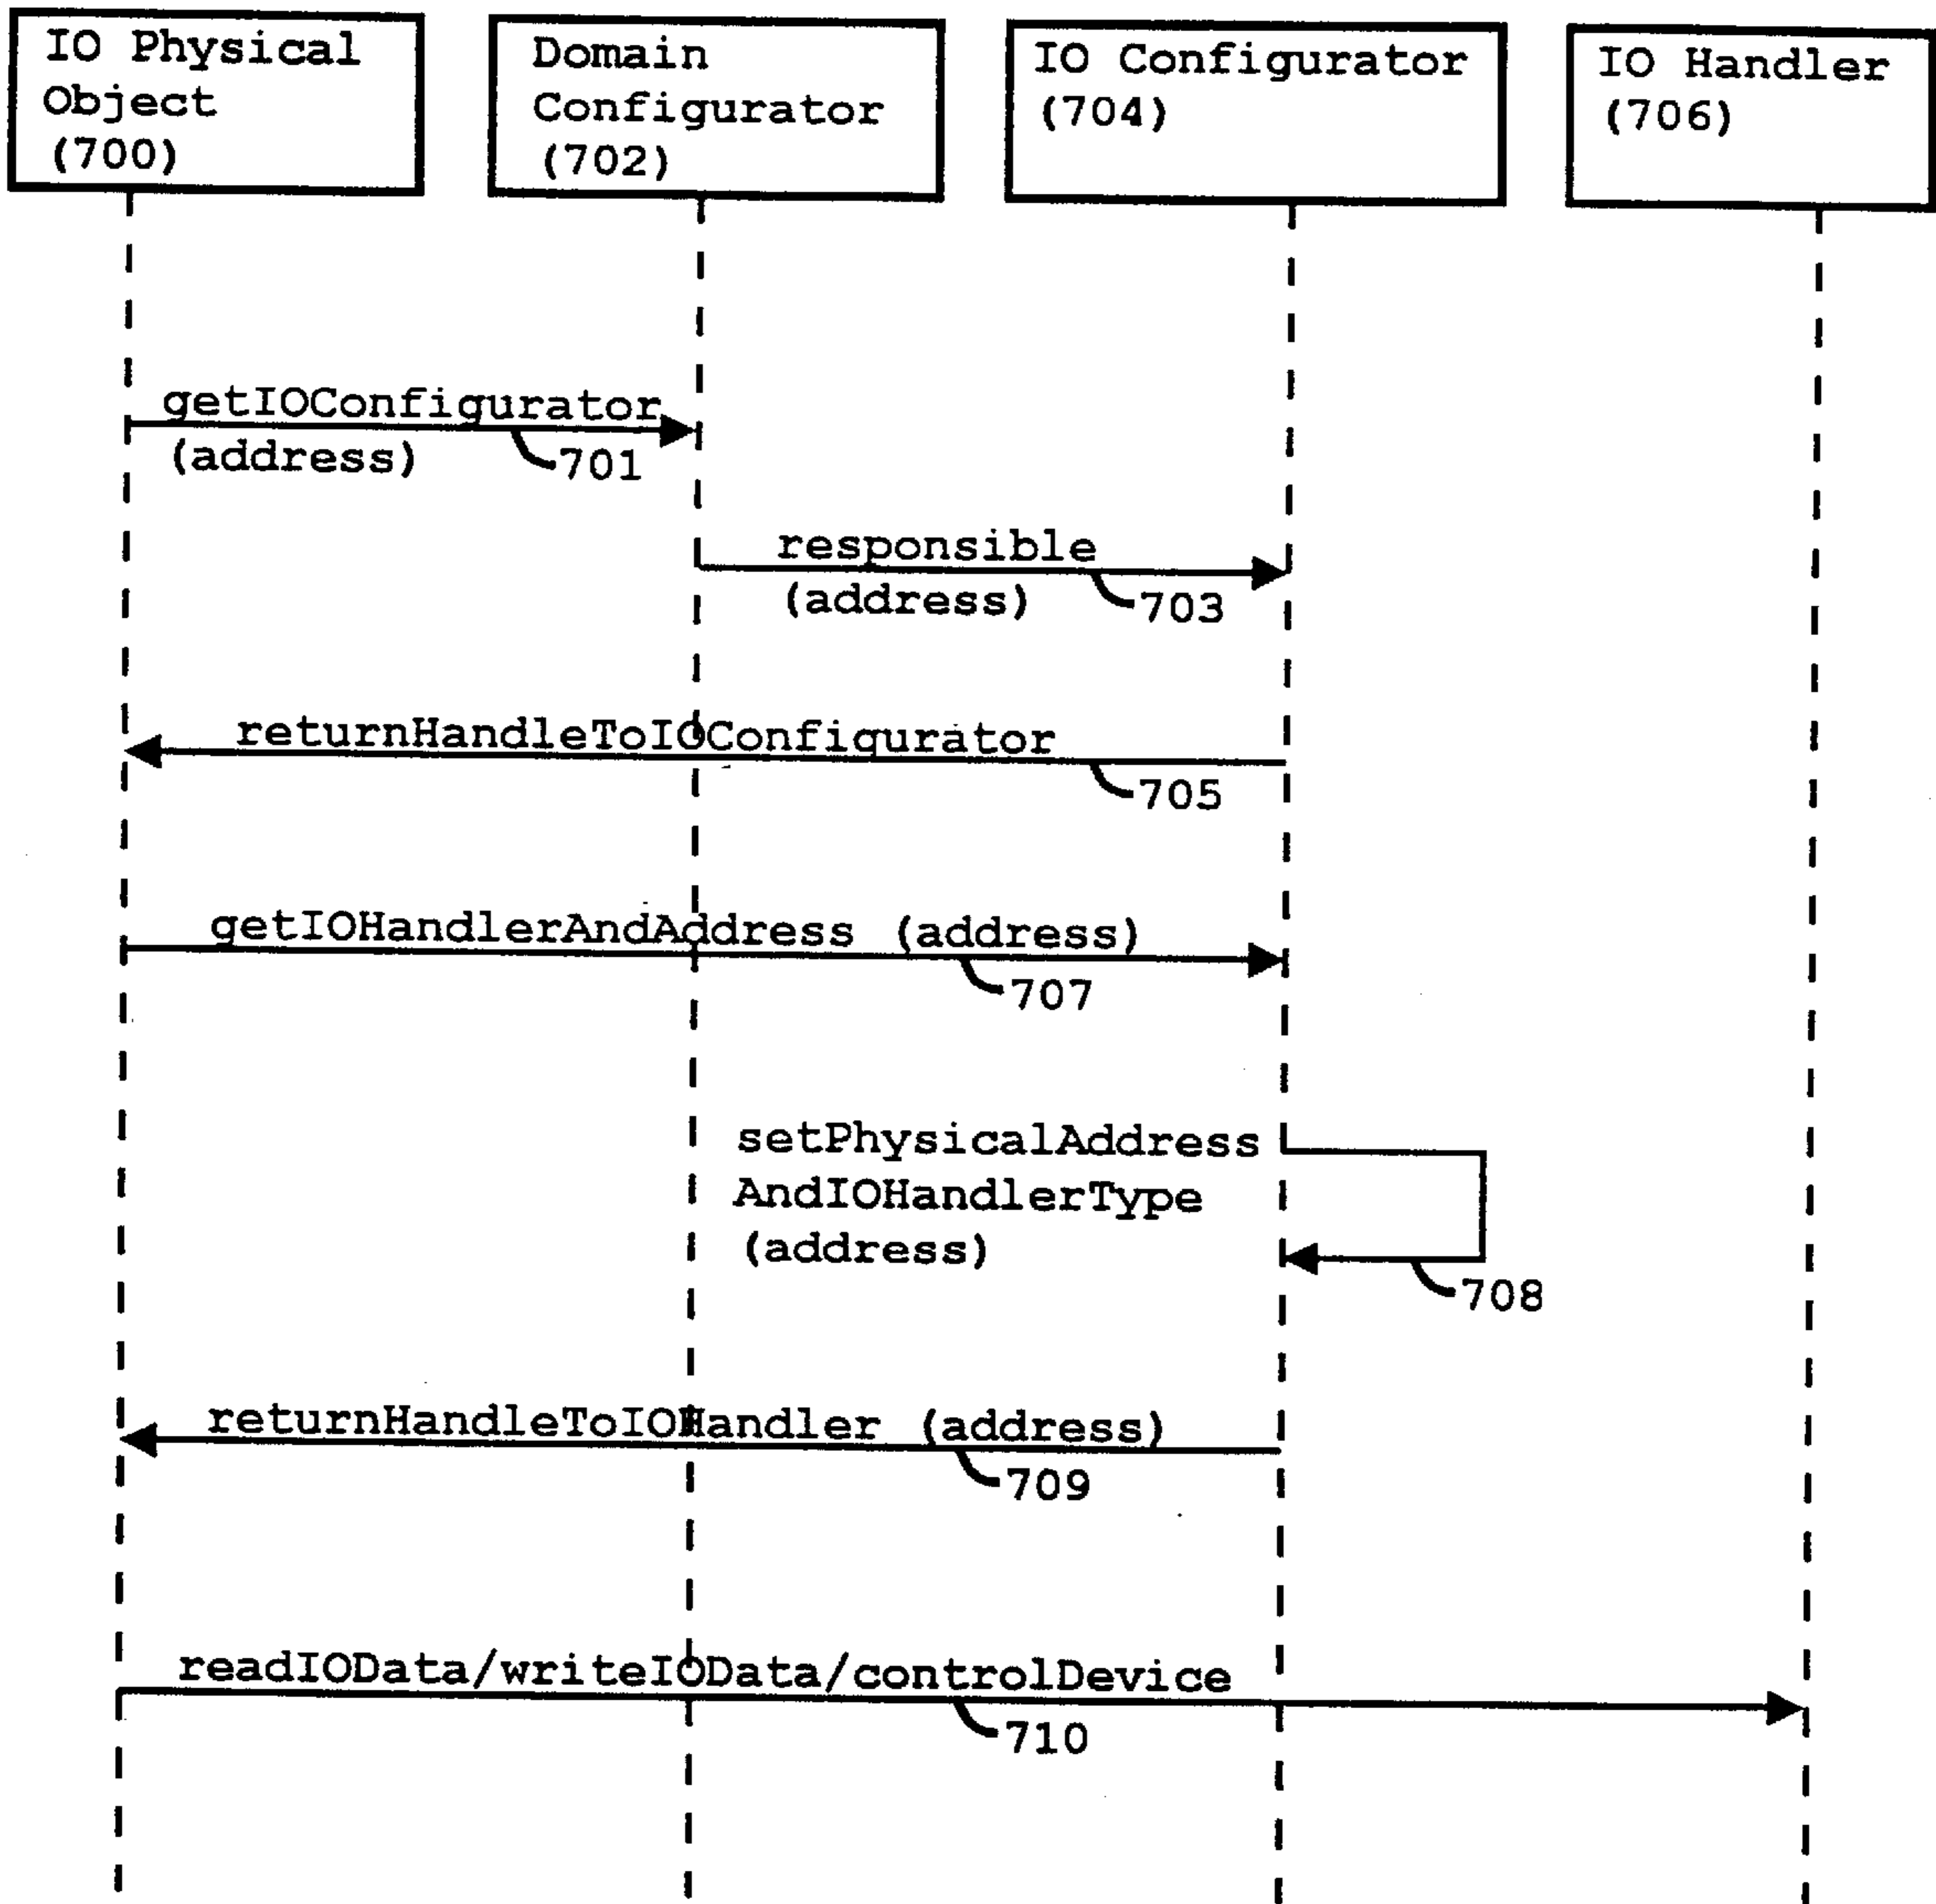 IO Physical
Object
(700)
Domain
Configurator
(702)
IO Configurator
(704)
IO Handler
(706)
getIOConfigurator
(address)
701
responsible
(address)
703
returnHandleToIOConfigurator
705
getIOHandlerAndAddress (address)
707
setPhysicalAddress
AndIOHandlerType
(address)
708
returnHandleToIOHandler (address)
709
readIOData/writeIOData/controlDevice
710